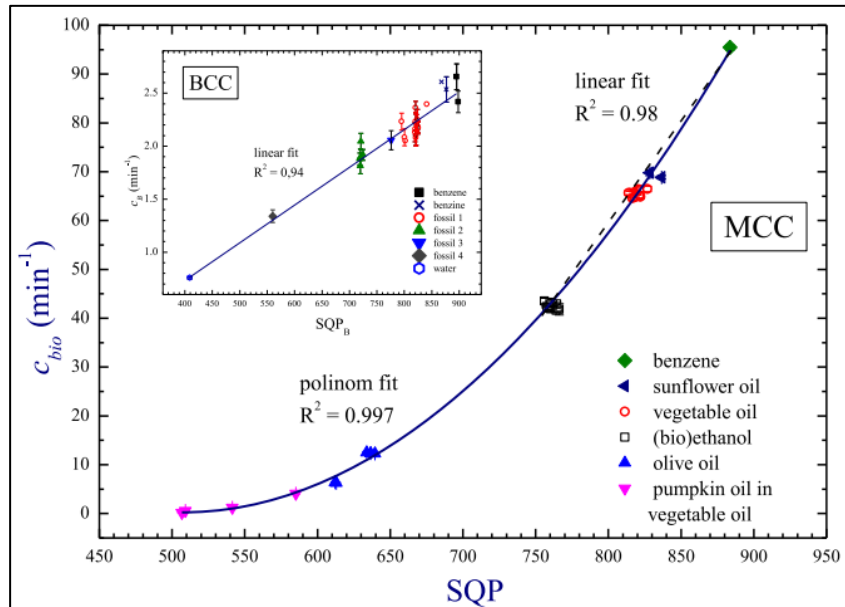 100
90
80
70
60
50
40
30
20
10
0
c_bio (min⁻¹)
450 500 550 600 650 700 750 800 850 900 950
SQP
BCC
2.5
2.0
1.5
1.0
c_B (min⁻¹)
400 450 500 550 600 650 700 750 800 850 900
SQP_B
linear fit
R² = 0,94
benzene
benzine
fossil 1
fossil 2
fossil 3
fossil 4
water
linear fit
R² = 0.98
MCC
polinom fit
R² = 0.997
benzene
sunflower oil
vegetable oil
(bio)ethanol
olive oil
pumpkin oil in
vegetable oil